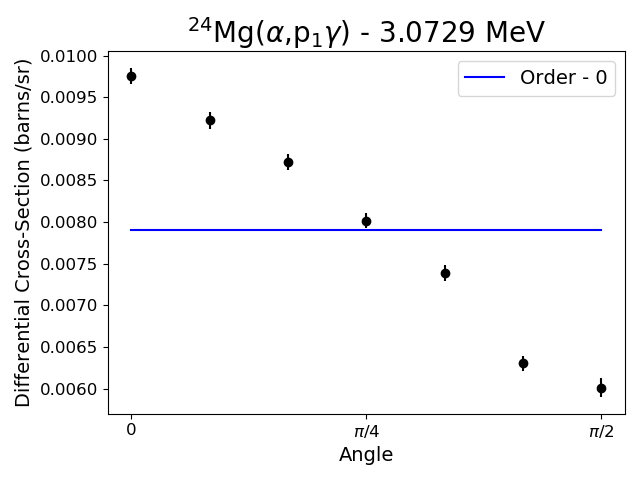 ²⁴Mg(α,p₁γ) - 3.0729 MeV
Order - 0
Differential Cross-Section (barns/sr)
0.0100
0.0095
0.0090
0.0085
0.0080
0.0075
0.0070
0.0065
0.0060
0 π/4 π/2
Angle